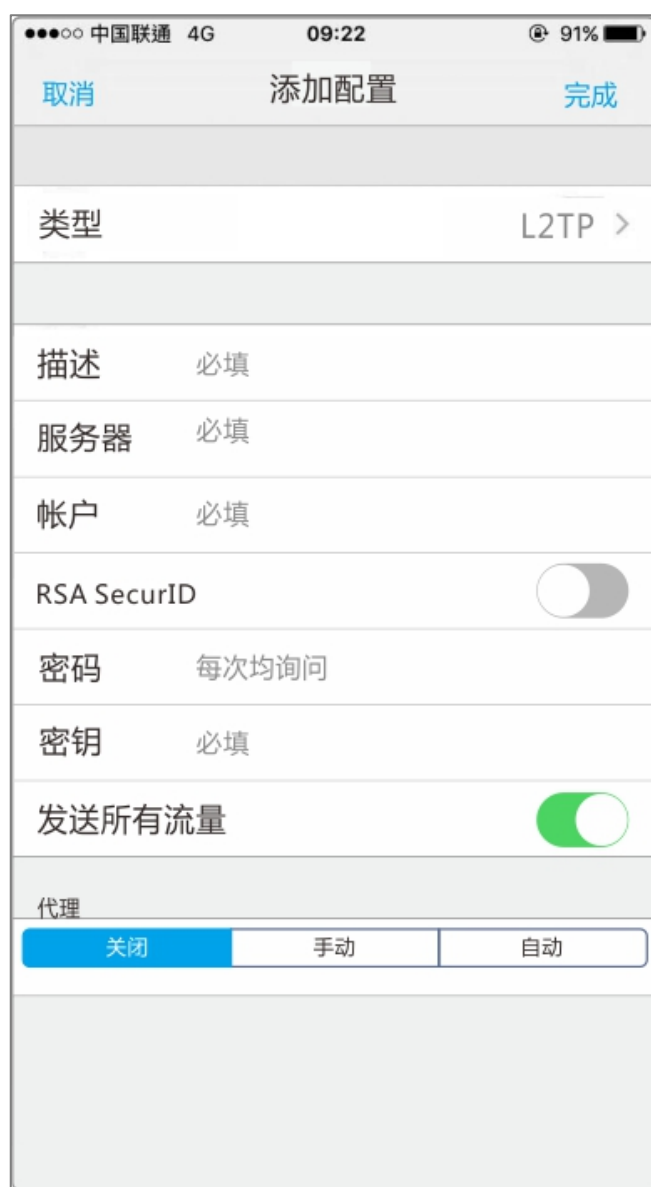 中国联通 4G 09:22 91%
取消 添加配置 完成
类型 L2TP >
描述 必填
服务器 必填
帐户 必填
RSA SecurID
密码 每次均询问
密钥 必填
发送所有流量
代理
关闭 手动 自动